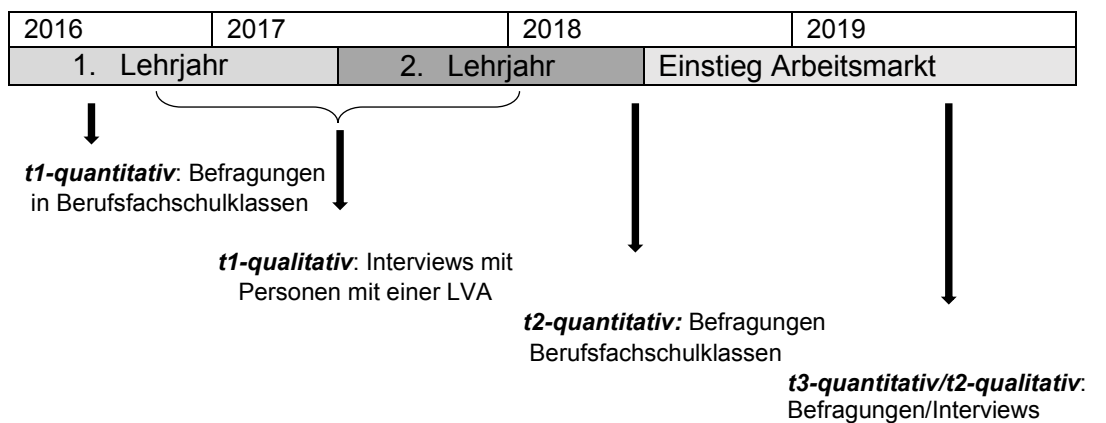 2016 2017 2018 2019
1. Lehrjahr 2. Lehrjahr Einstieg Arbeitsmarkt
t1-quantitativ: Befragungen
in Berufsfachschulklassen
t1-qualitativ: Interviews mit
Personen mit einer LVA
t2-quantitativ: Befragungen
Berufsfachschulklassen
t3-quantitativ/t2-qualitativ:
Befragungen/Interviews